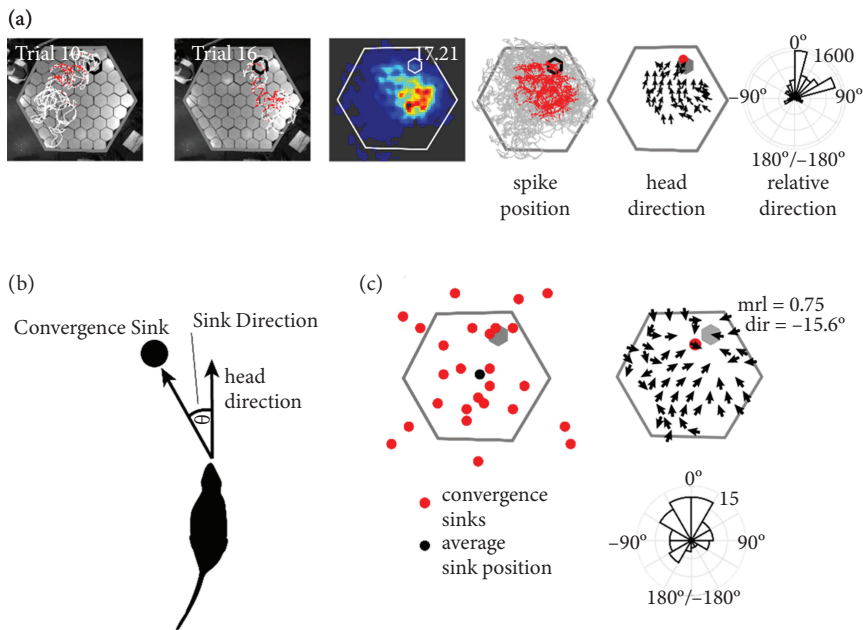 (a)
Trial 10
Trial 16
17.21
0°
1600
–90°
90°
180°/–180°
spike
position
head
direction
relative
direction
(b)
Convergence Sink
Sink Direction
head
direction
θ
(c)
mrl = 0.75
dir = –15.6°
convergence
sinks
average
sink position
0°
15
–90°
90°
180°/–180°